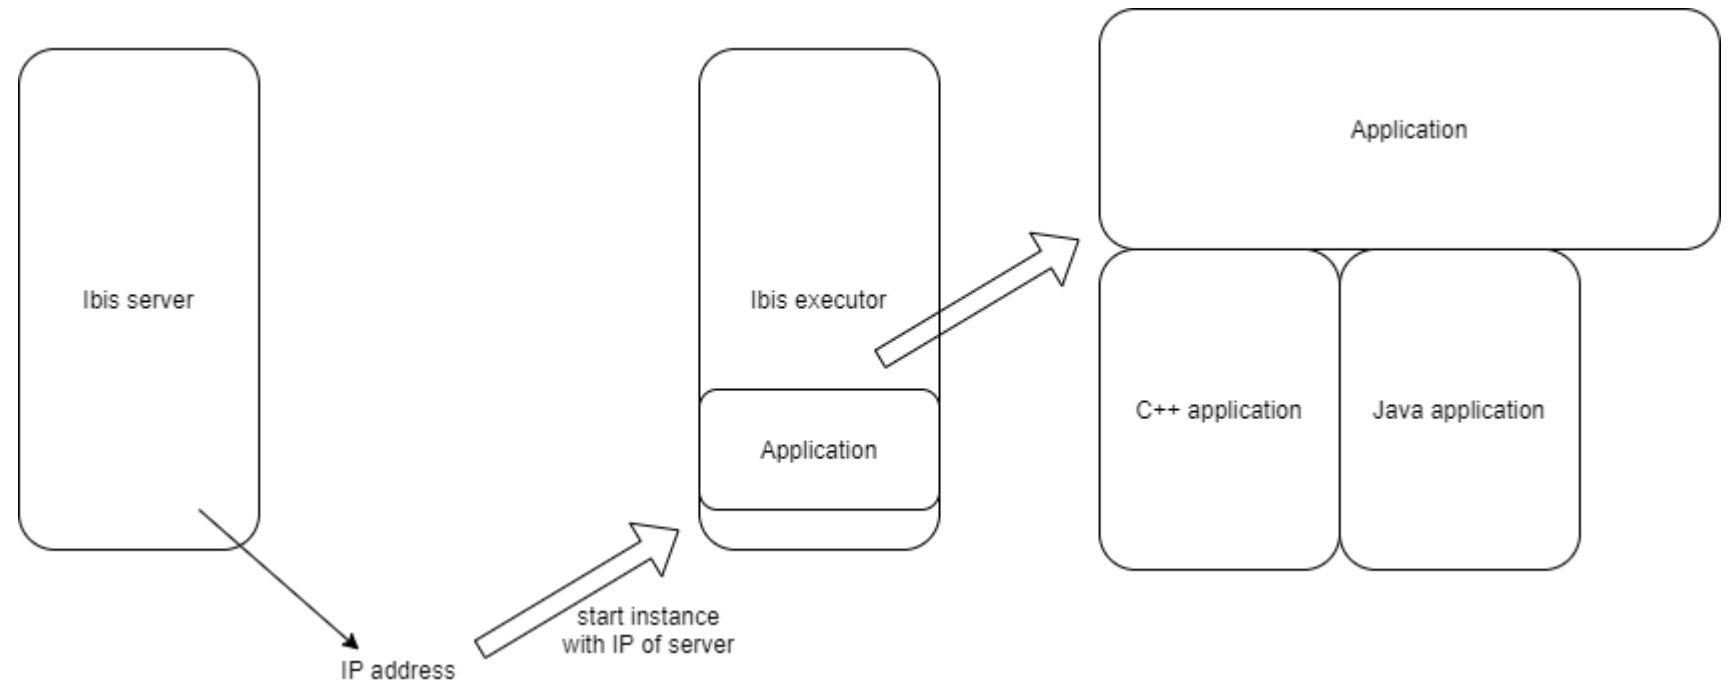 Ibis server
IP address
start instance
with IP of server
Ibis executor
Application
Application
C++ application
Java application